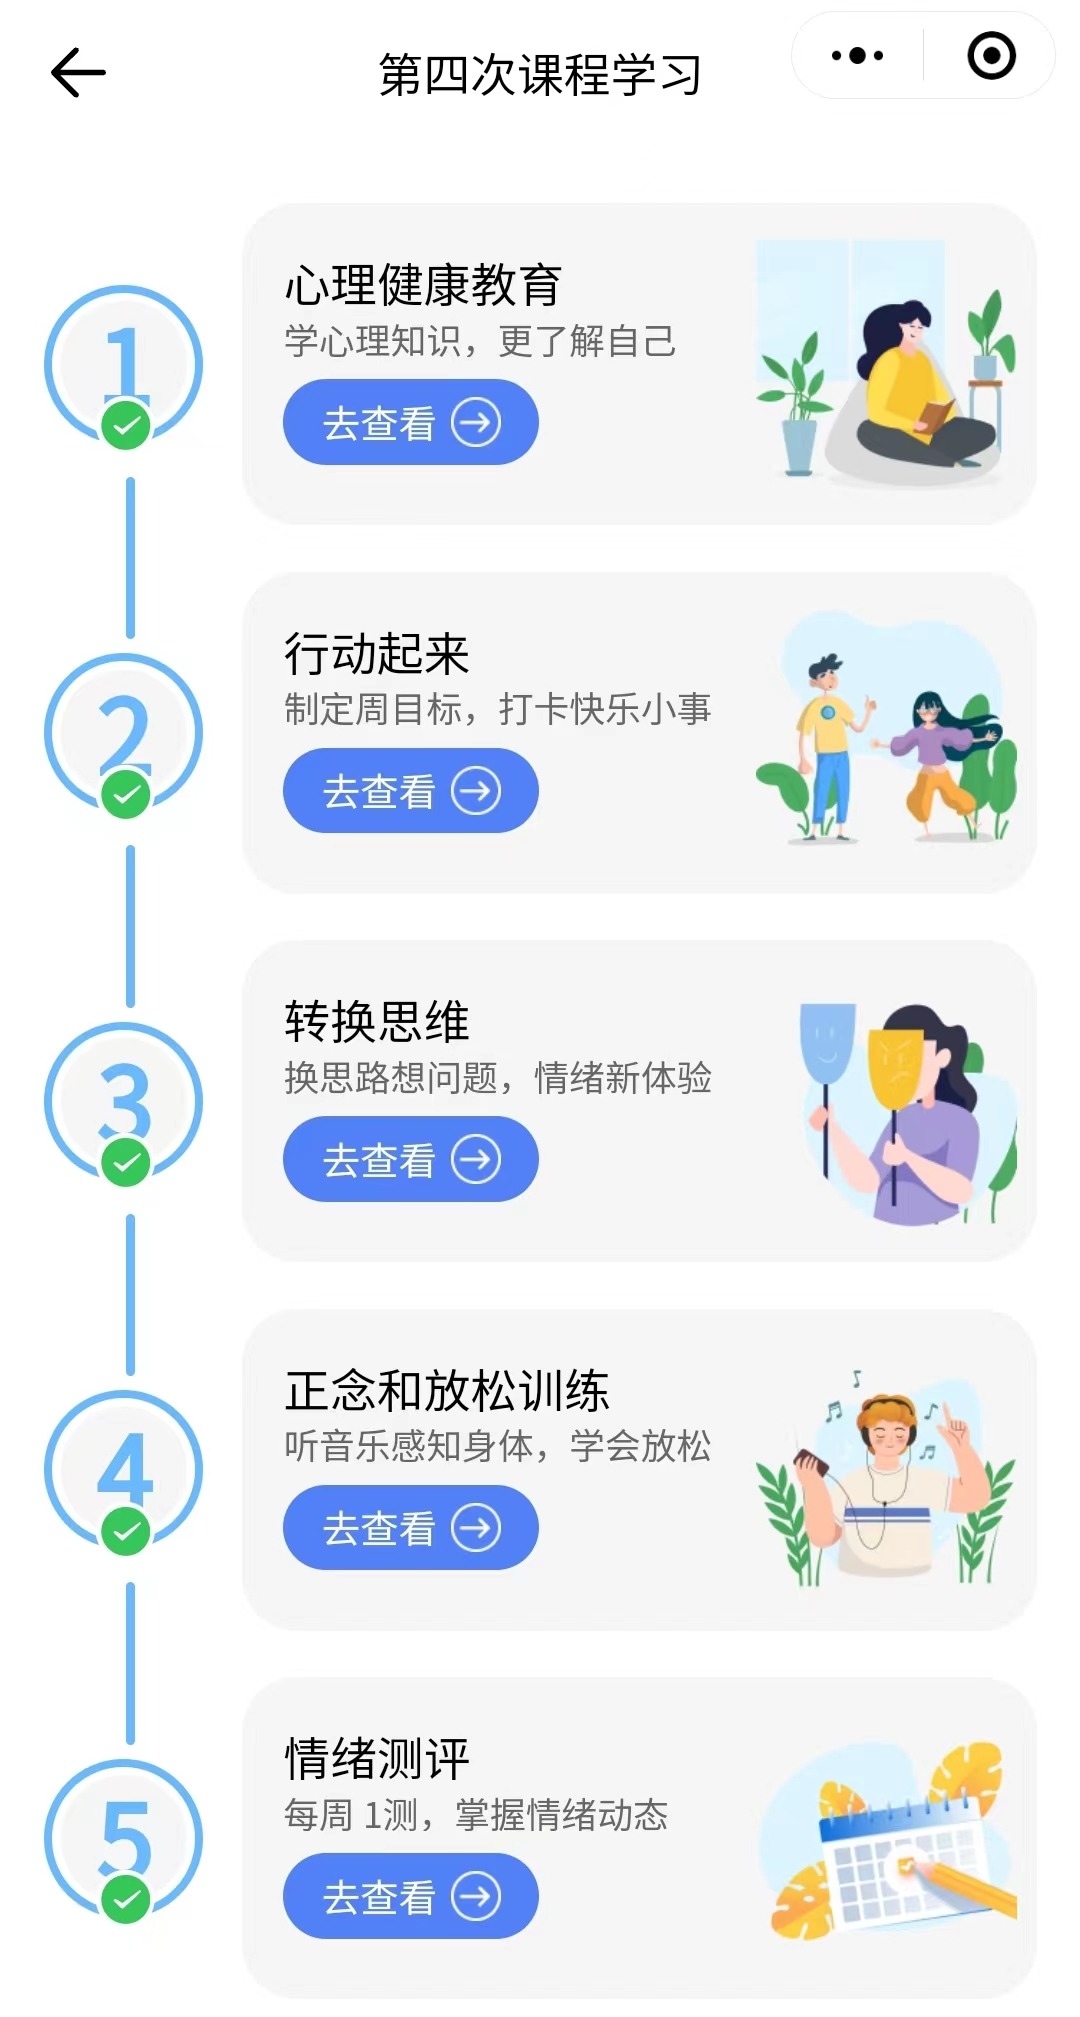 第四次课程学习
1
心理健康教育
学心理知识，更了解自己
去查看
2
行动起来
制定周目标，打卡快乐小事
去查看
3
转换思维
换思路想问题，情绪新体验
去查看
4
正念和放松训练
听音乐感知身体，学会放松
去查看
5
情绪测评
每周 1测，掌握情绪动态
去查看